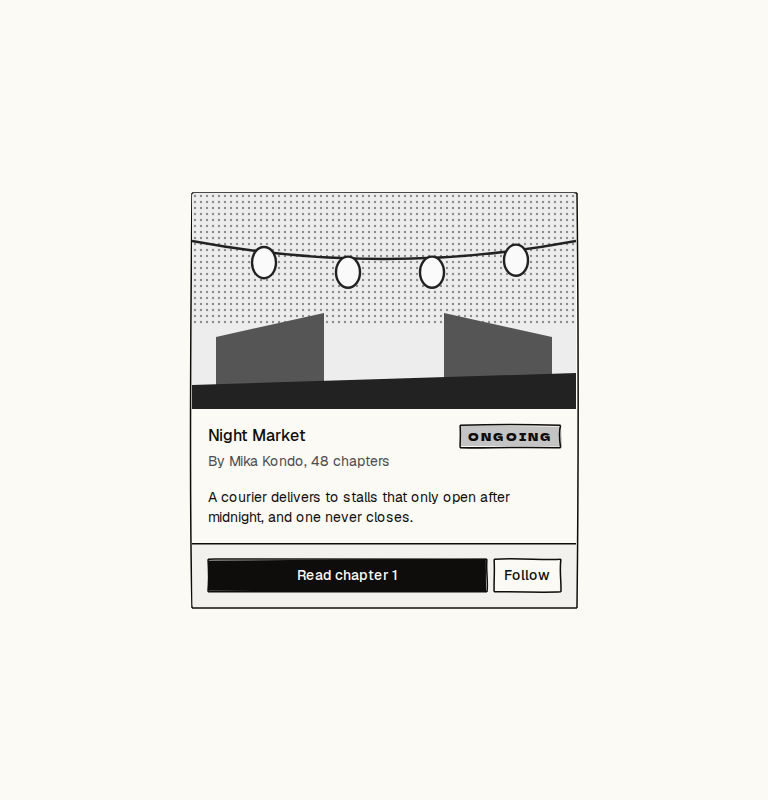 Night Market
ONGOING
By Mika Kondo, 48 chapters
A courier delivers to stalls that only open after
midnight, and one never closes.
Read chapter 1
Follow